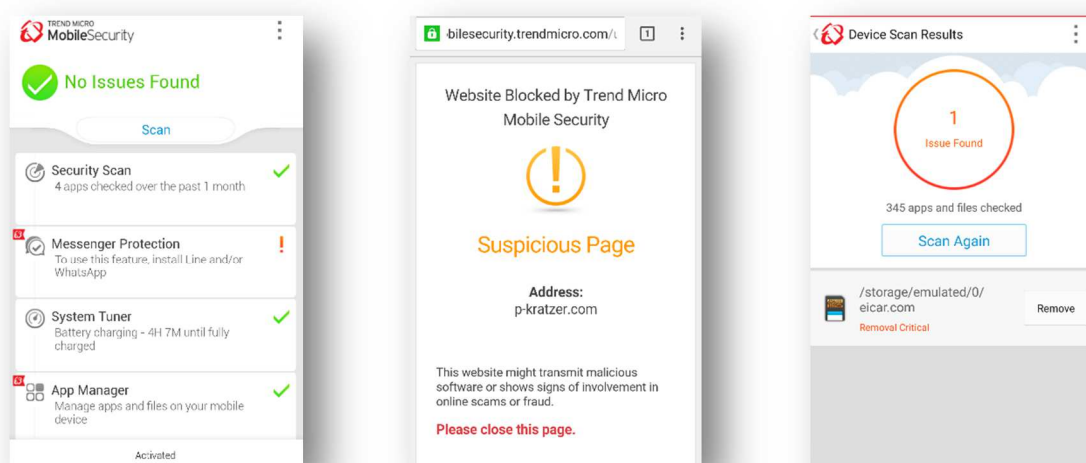 TREND MICRO
MobileSecurity
No Issues Found
Scan
Security Scan
4 apps checked over the past 1 month
Messenger Protection
To use this feature, install Line and/or
WhatsApp
System Tuner
Battery charging - 4H 7M until fully
charged
App Manager
Manage apps and files on your mobile
device
Activated
bilesecurity.trendmicro.com/u
1
Website Blocked by Trend Micro
Mobile Security
Suspicious Page
Address:
p-kratzer.com
This website might transmit malicious
software or shows signs of involvement in
online scams or fraud.
Please close this page.
Device Scan Results
1
Issue Found
345 apps and files checked
Scan Again
/storage/emulated/0/
eicar.com
Removal Critical
Remove